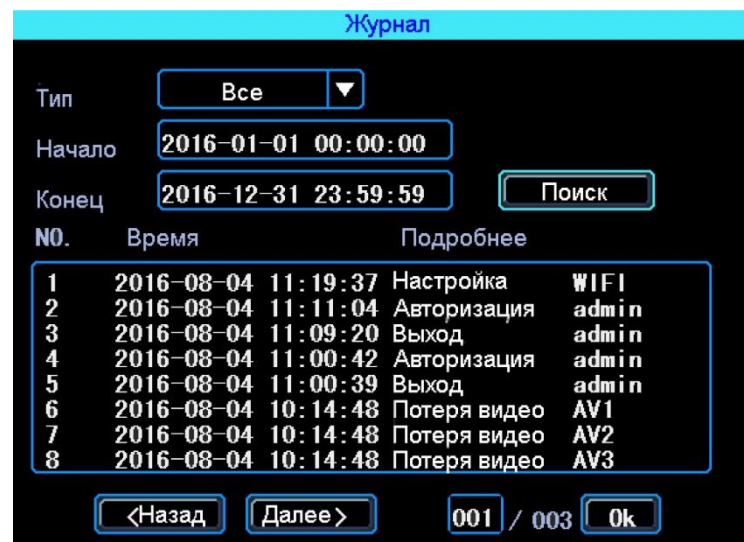 Журнал
Тип Все
Начало 2016-01-01 00:00:00
Конец 2016-12-31 23:59:59 Поиск
NO. Время Подробнее
1 2016-08-04 11:19:37 Настройка WIFI
2 2016-08-04 11:11:04 Авторизация admin
3 2016-08-04 11:09:20 Выход admin
4 2016-08-04 11:00:42 Авторизация admin
5 2016-08-04 11:00:39 Выход admin
6 2016-08-04 10:14:48 Потеря видео AV1
7 2016-08-04 10:14:48 Потеря видео AV2
8 2016-08-04 10:14:48 Потеря видео AV3
<Назад Далее> 001 / 003 Ok